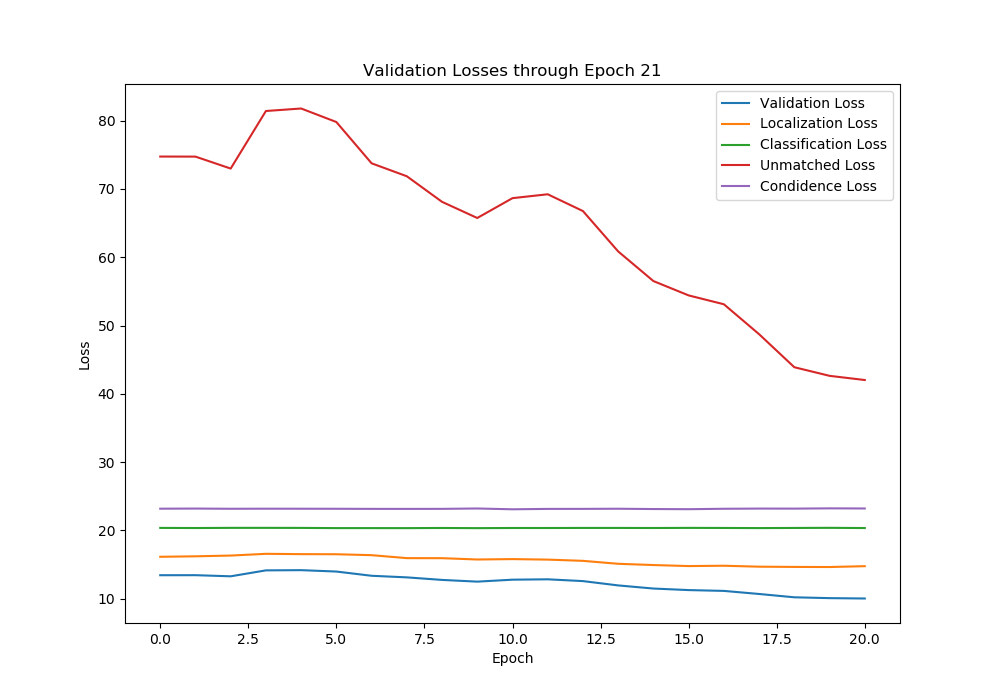 Validation Losses through Epoch 21
Validation Loss
Localization Loss
Classification Loss
Unmatched Loss
Condidence Loss
Loss
80
70
60
50
40
30
20
10
0.0 2.5 5.0 7.5 10.0 12.5 15.0 17.5 20.0
Epoch